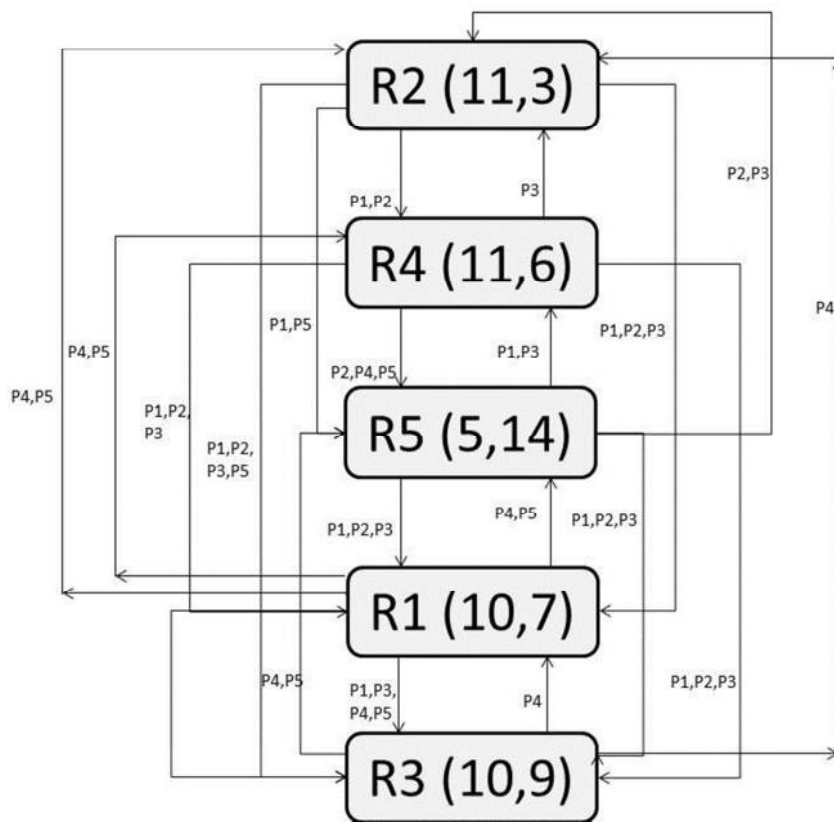 R2 (11,3)
P2,P3
P3
P1,P2
R4 (11,6)
P4
P1,P5
P1,P2,P3
P4,P5
P1,P3
P2,P4,P5
P4,P5
P1,P2,
P3
R5 (5,14)
P1,P2,
P3,P5
P4,P5
P1,P2,P3
P1,P2,P3
R1 (10,7)
P4,P5
P1,P3,
P4,P5
P4
P1,P2,P3
R3 (10,9)